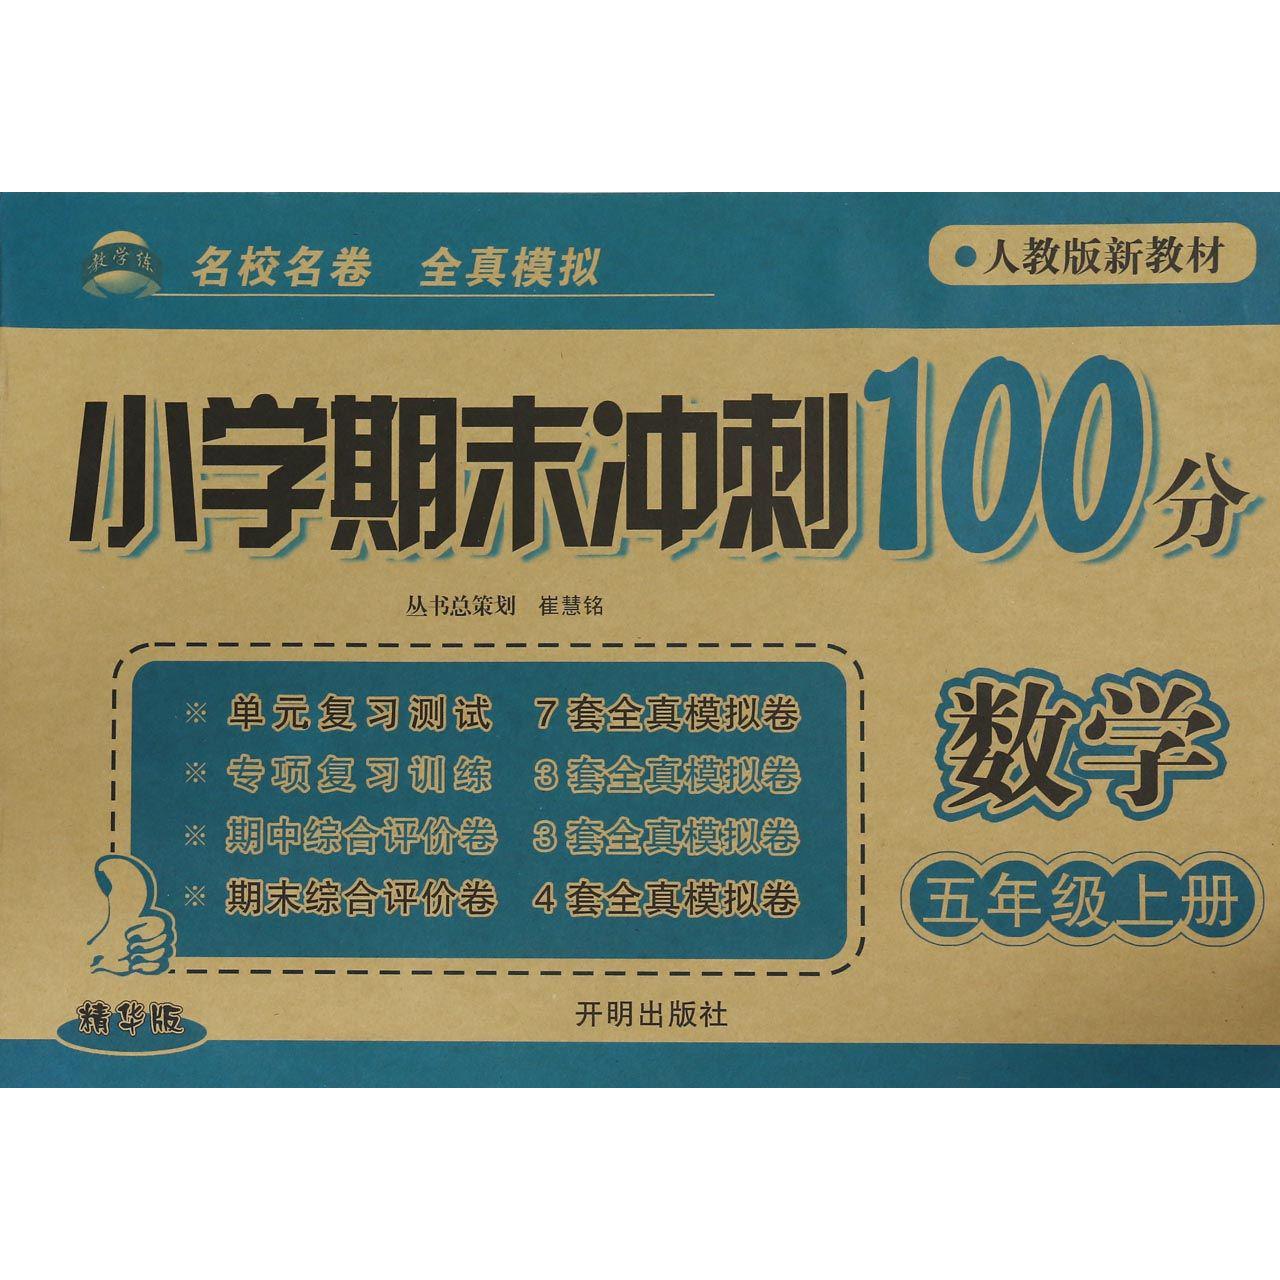 教学练
名校名卷 全真模拟
•人教版新教材
小学期末冲刺100分
丛书总策划 崔慧铭
※ 单元复习测试 7套全真模拟卷
※ 专项复习训练 3套全真模拟卷
※ 期中综合评价卷 3套全真模拟卷
※ 期末综合评价卷 4套全真模拟卷
数学
五年级上册
精华版
开明出版社